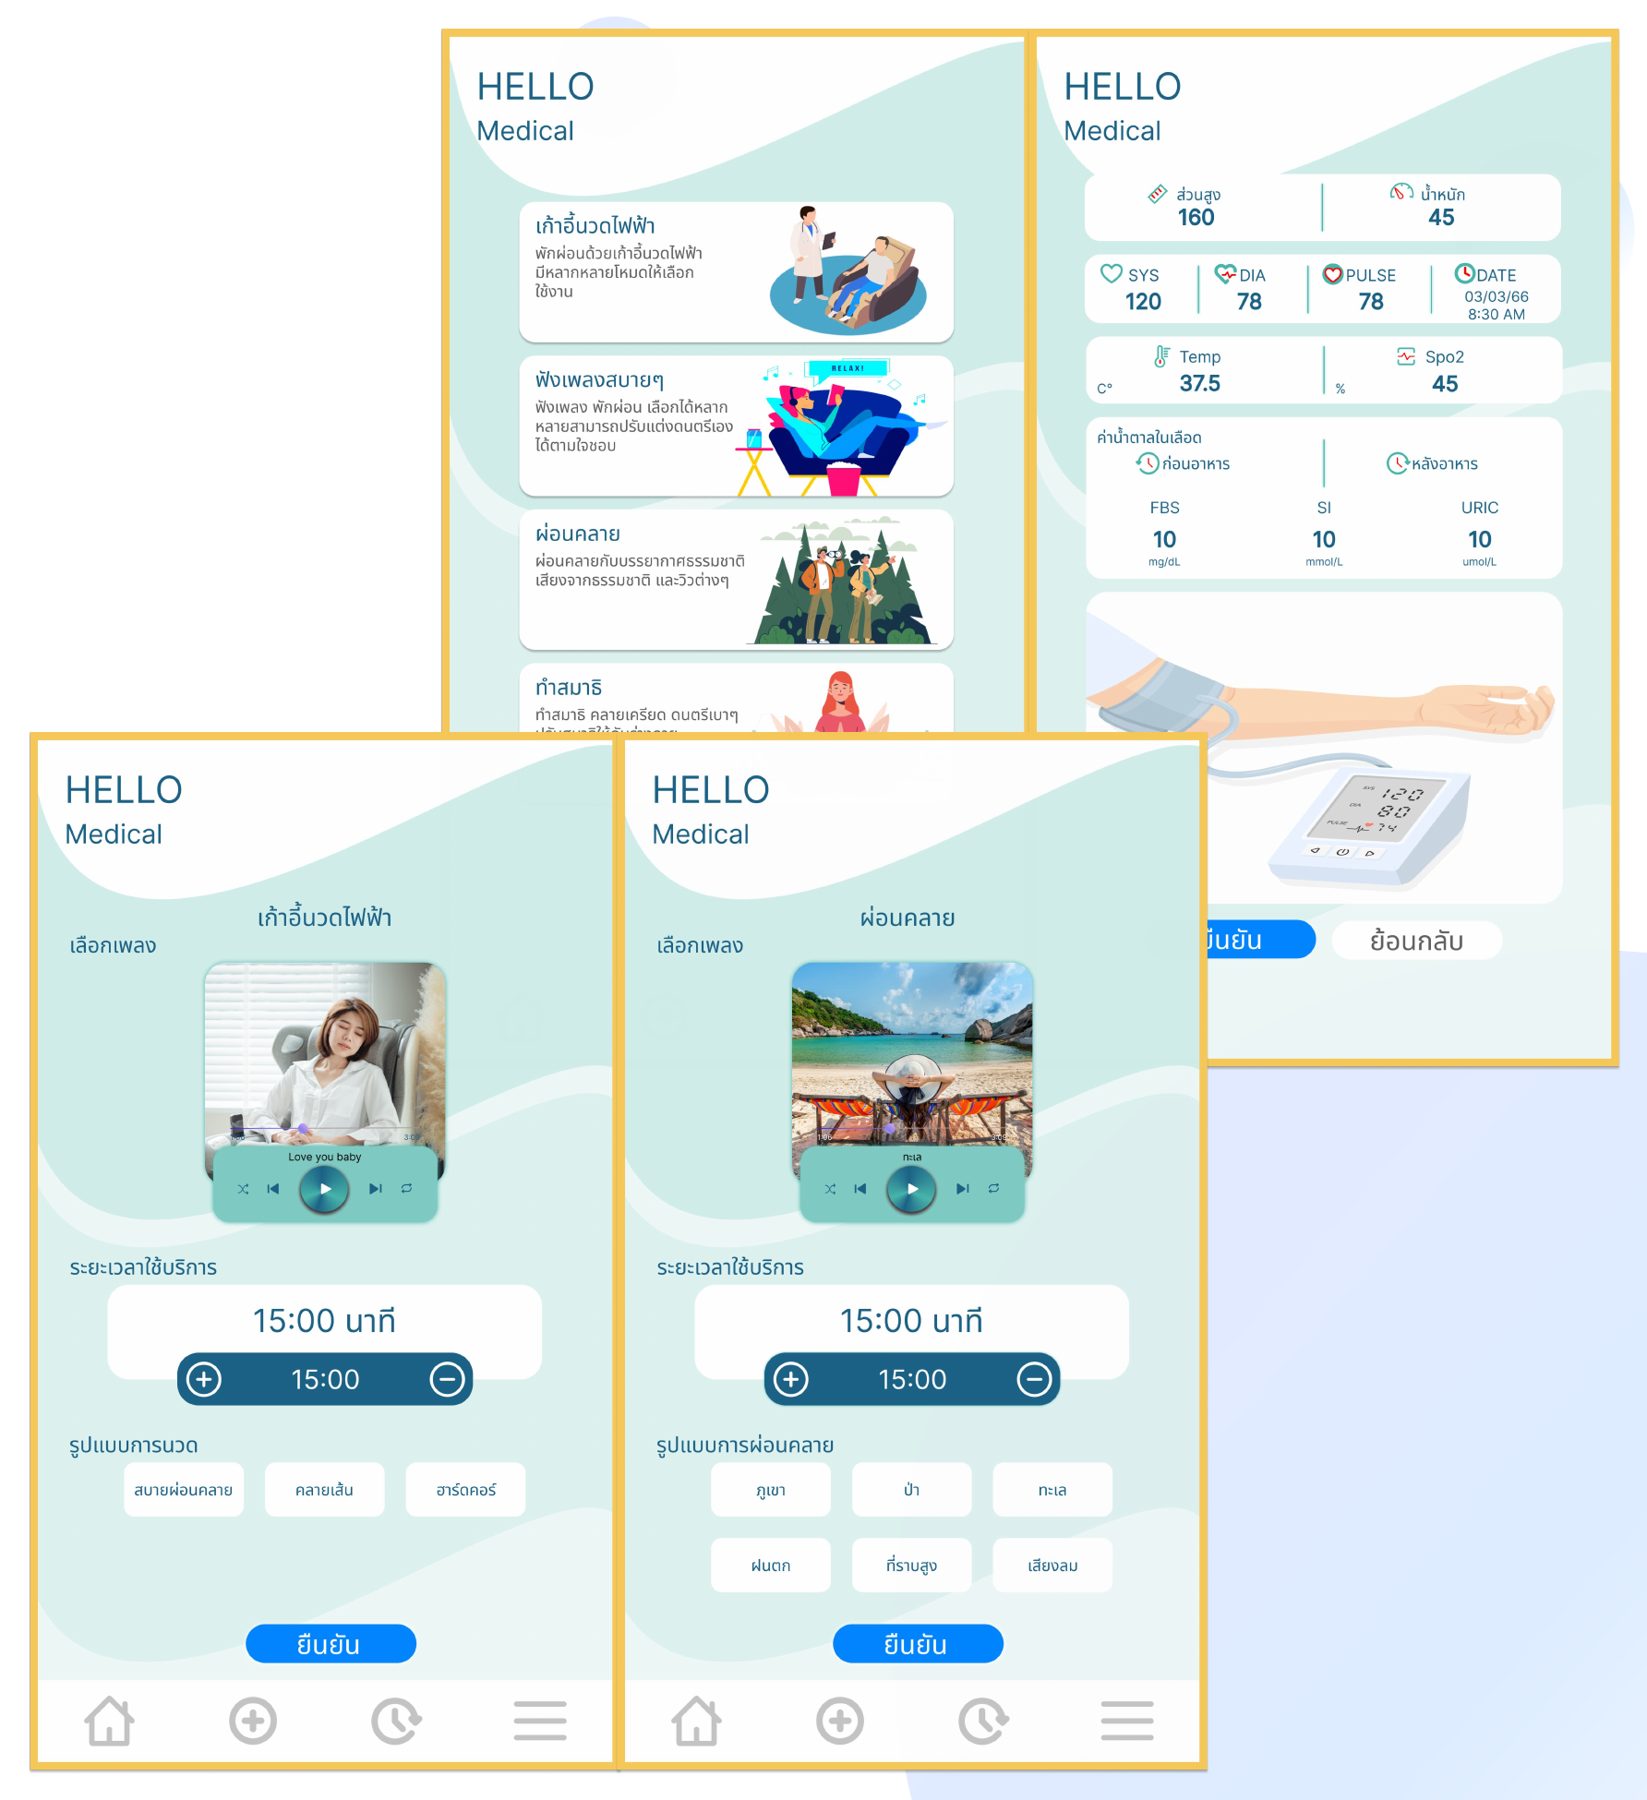 HELLO
Medical
เก้าอี้นวดไฟฟ้า
พักผ่อนด้วยเก้าอี้นวดไฟฟ้า
มีหลากหลายโหมดให้เลือก
ใช้งาน
ฟังเพลงสบายๆ
ฟังเพลง พักผ่อน เลือกได้หลาก
หลายสามารถปรับแต่งดนตรีเอง
ได้ตามใจชอบ
RELAX!
ผ่อนคลาย
ผ่อนคลายกับบรรยากาศธรรมชาติ
เสียงจากธรรมชาติ และวิวต่างๆ
ทำสมาธิ
ทำสมาธิ คลายเครียด ดนตรีเบาๆ
HELLO
Medical
ส่วนสูง
160
น้ำหนัก
45
SYS
120
DIA
78
PULSE
78
DATE
03/03/66
8:30 AM
Temp
C° 37.5
Spo2
% 45
ค่าน้ำตาลในเลือด
ก่อนอาหาร
หลังอาหาร
FBS
10
mg/dL
SI
10
mmol/L
URIC
10
umol/L
SYS 120
DIA 80
PULSE 74
ยืนยัน
ย้อนกลับ
HELLO
Medical
เก้าอี้นวดไฟฟ้า
เลือกเพลง
Love you baby
ระยะเวลาใช้บริการ
15:00 นาที
15:00
รูปแบบการนวด
สบายผ่อนคลาย
คลายเส้น
ฮาร์ดคอร์
ยืนยัน
HELLO
Medical
ผ่อนคลาย
เลือกเพลง
1:06
ทะเล
ระยะเวลาใช้บริการ
15:00 นาที
15:00
รูปแบบการผ่อนคลาย
ภูเขา
ป่า
ทะเล
ฝนตก
ที่ราบสูง
เสียงลม
ยืนยัน